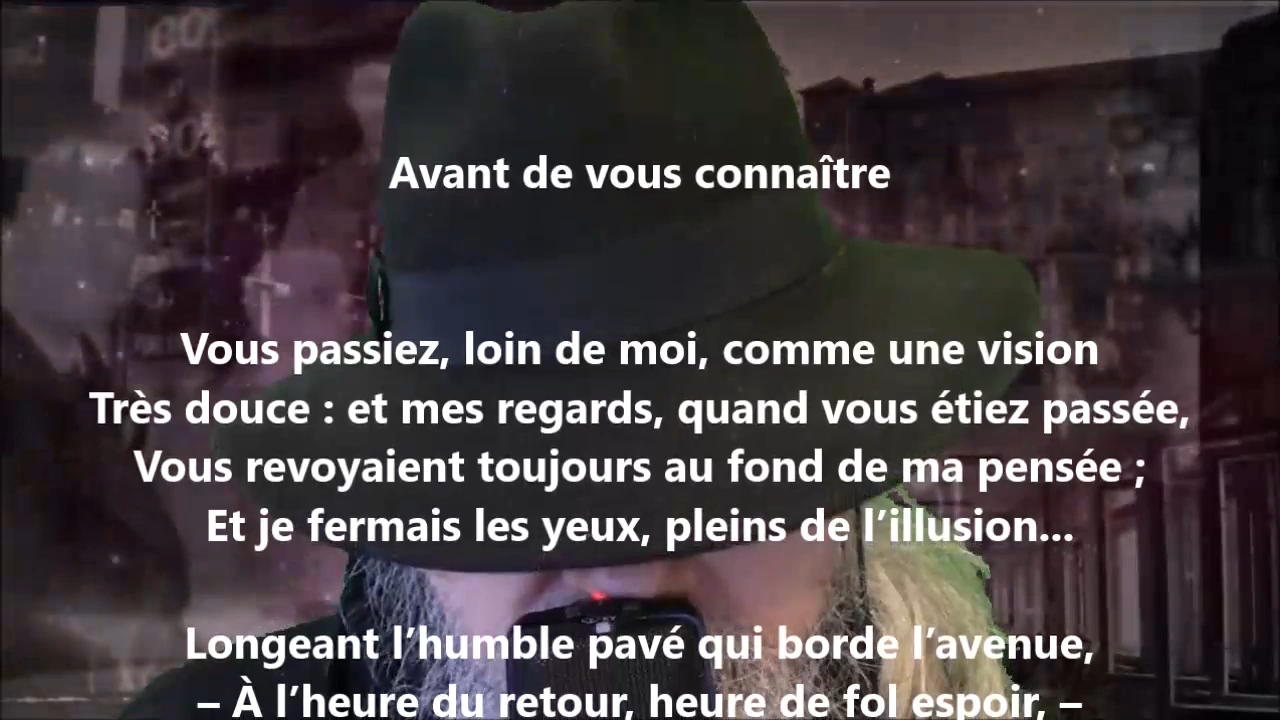 Avant de vous connaître
Vous passiez, loin de moi, comme une vision
Très douce : et mes regards, quand vous étiez passée,
Vous revoyaient toujours au fond de ma pensée ;
Et je fermais les yeux, pleins de l’illusion...
Longeant l’humble pavé qui borde l’avenue,
– À l’heure du retour, heure de fol espoir, –